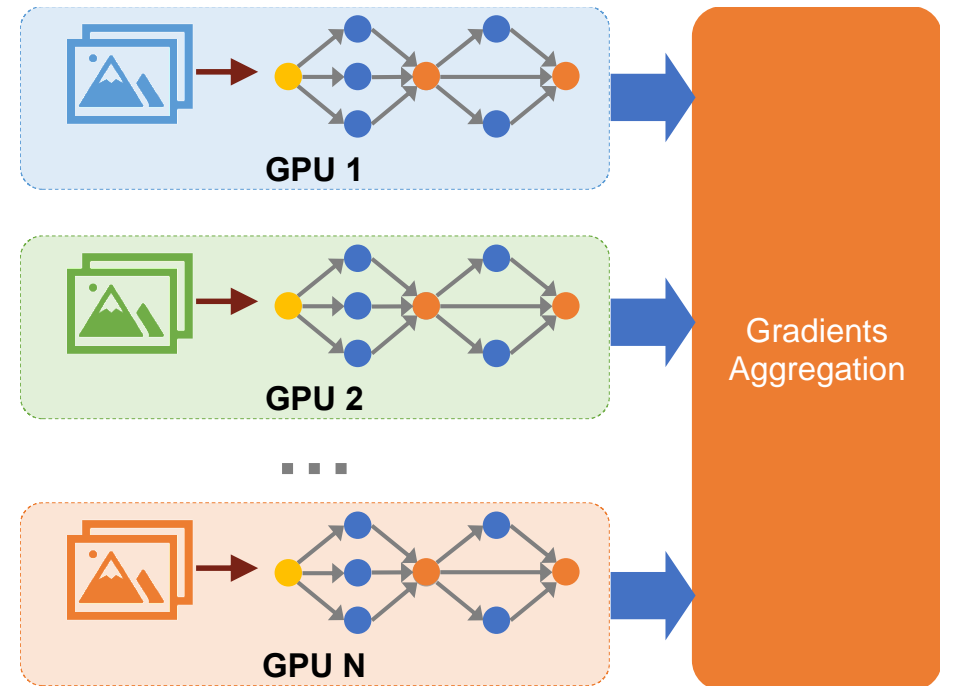 GPU 1
GPU 2
...
GPU N
Gradients
Aggregation